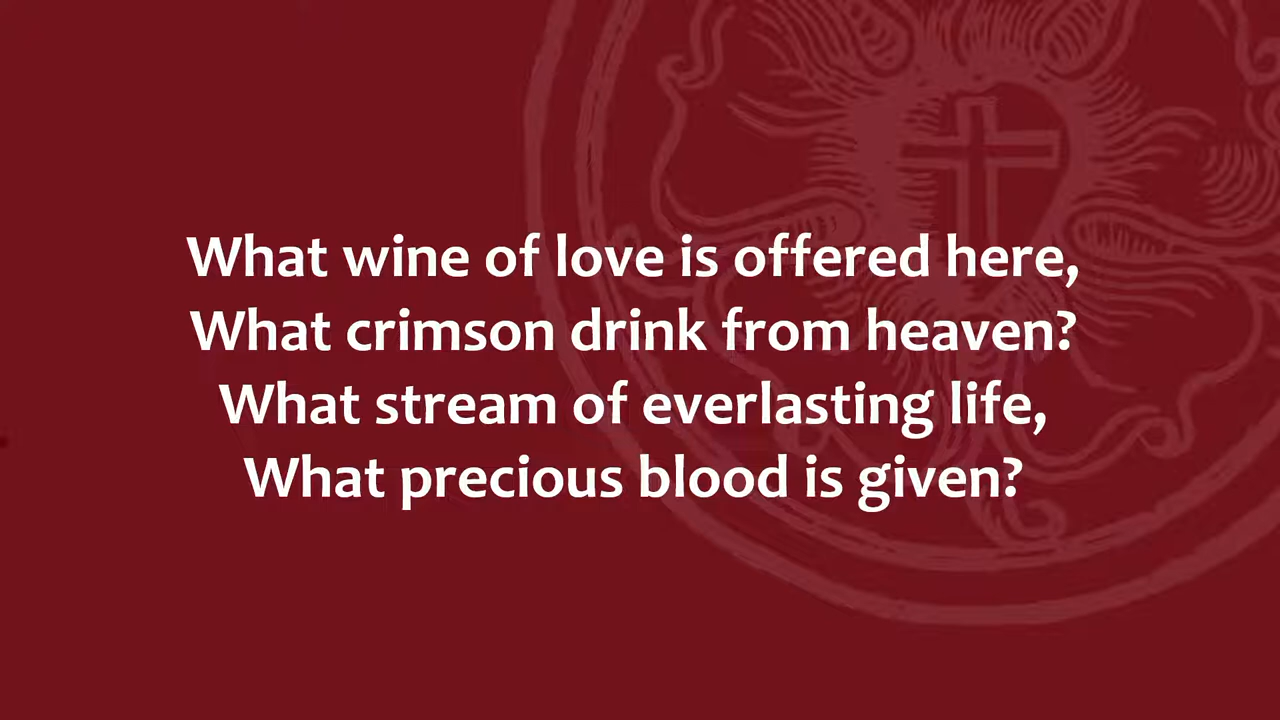 What wine of love is offered here,
What crimson drink from heaven?
What stream of everlasting life,
What precious blood is given?